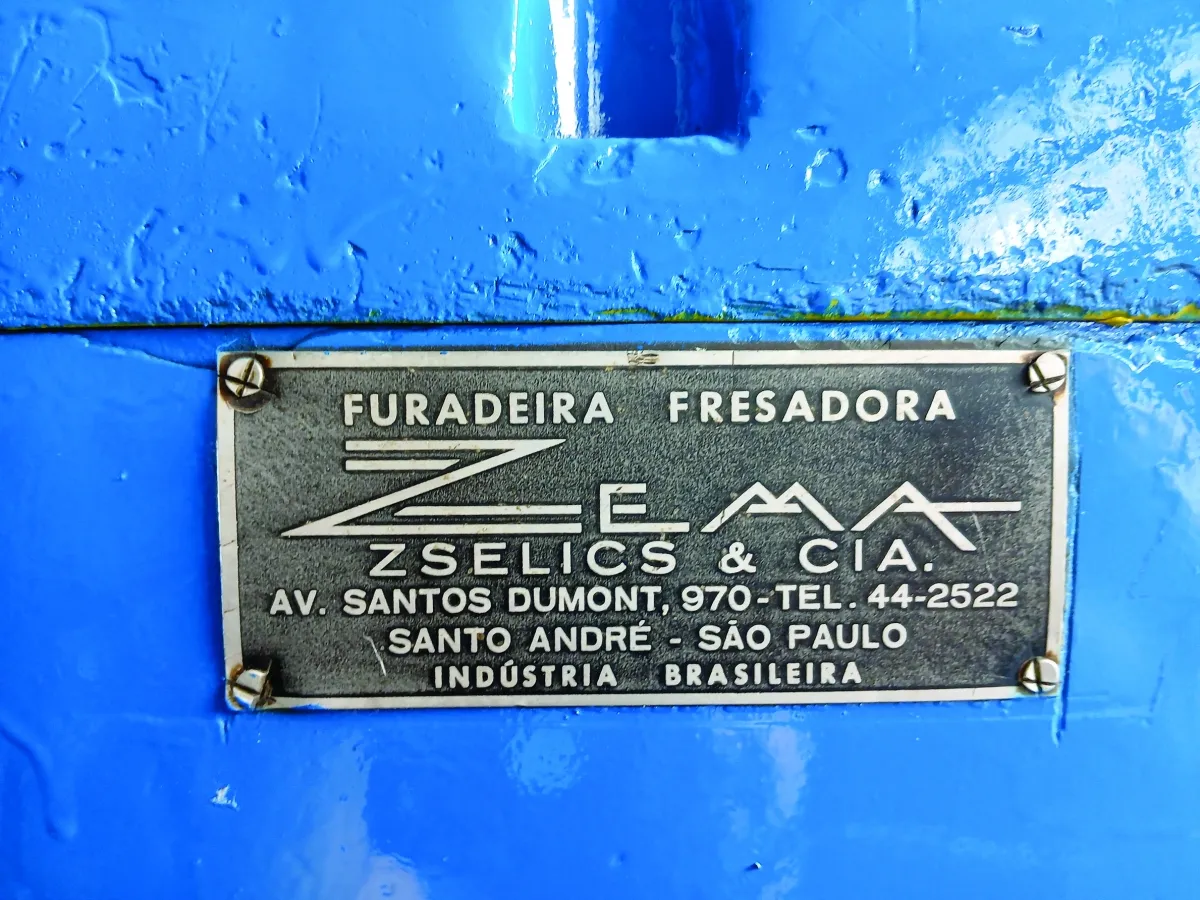 FURADEIRA FRESADORA
ZEMA
ZSELICS & CIA.
AV. SANTOS DUMONT, 970 - TEL. 44-2522
SANTO ANDRÉ - SÃO PAULO
INDÚSTRIA BRASILEIRA